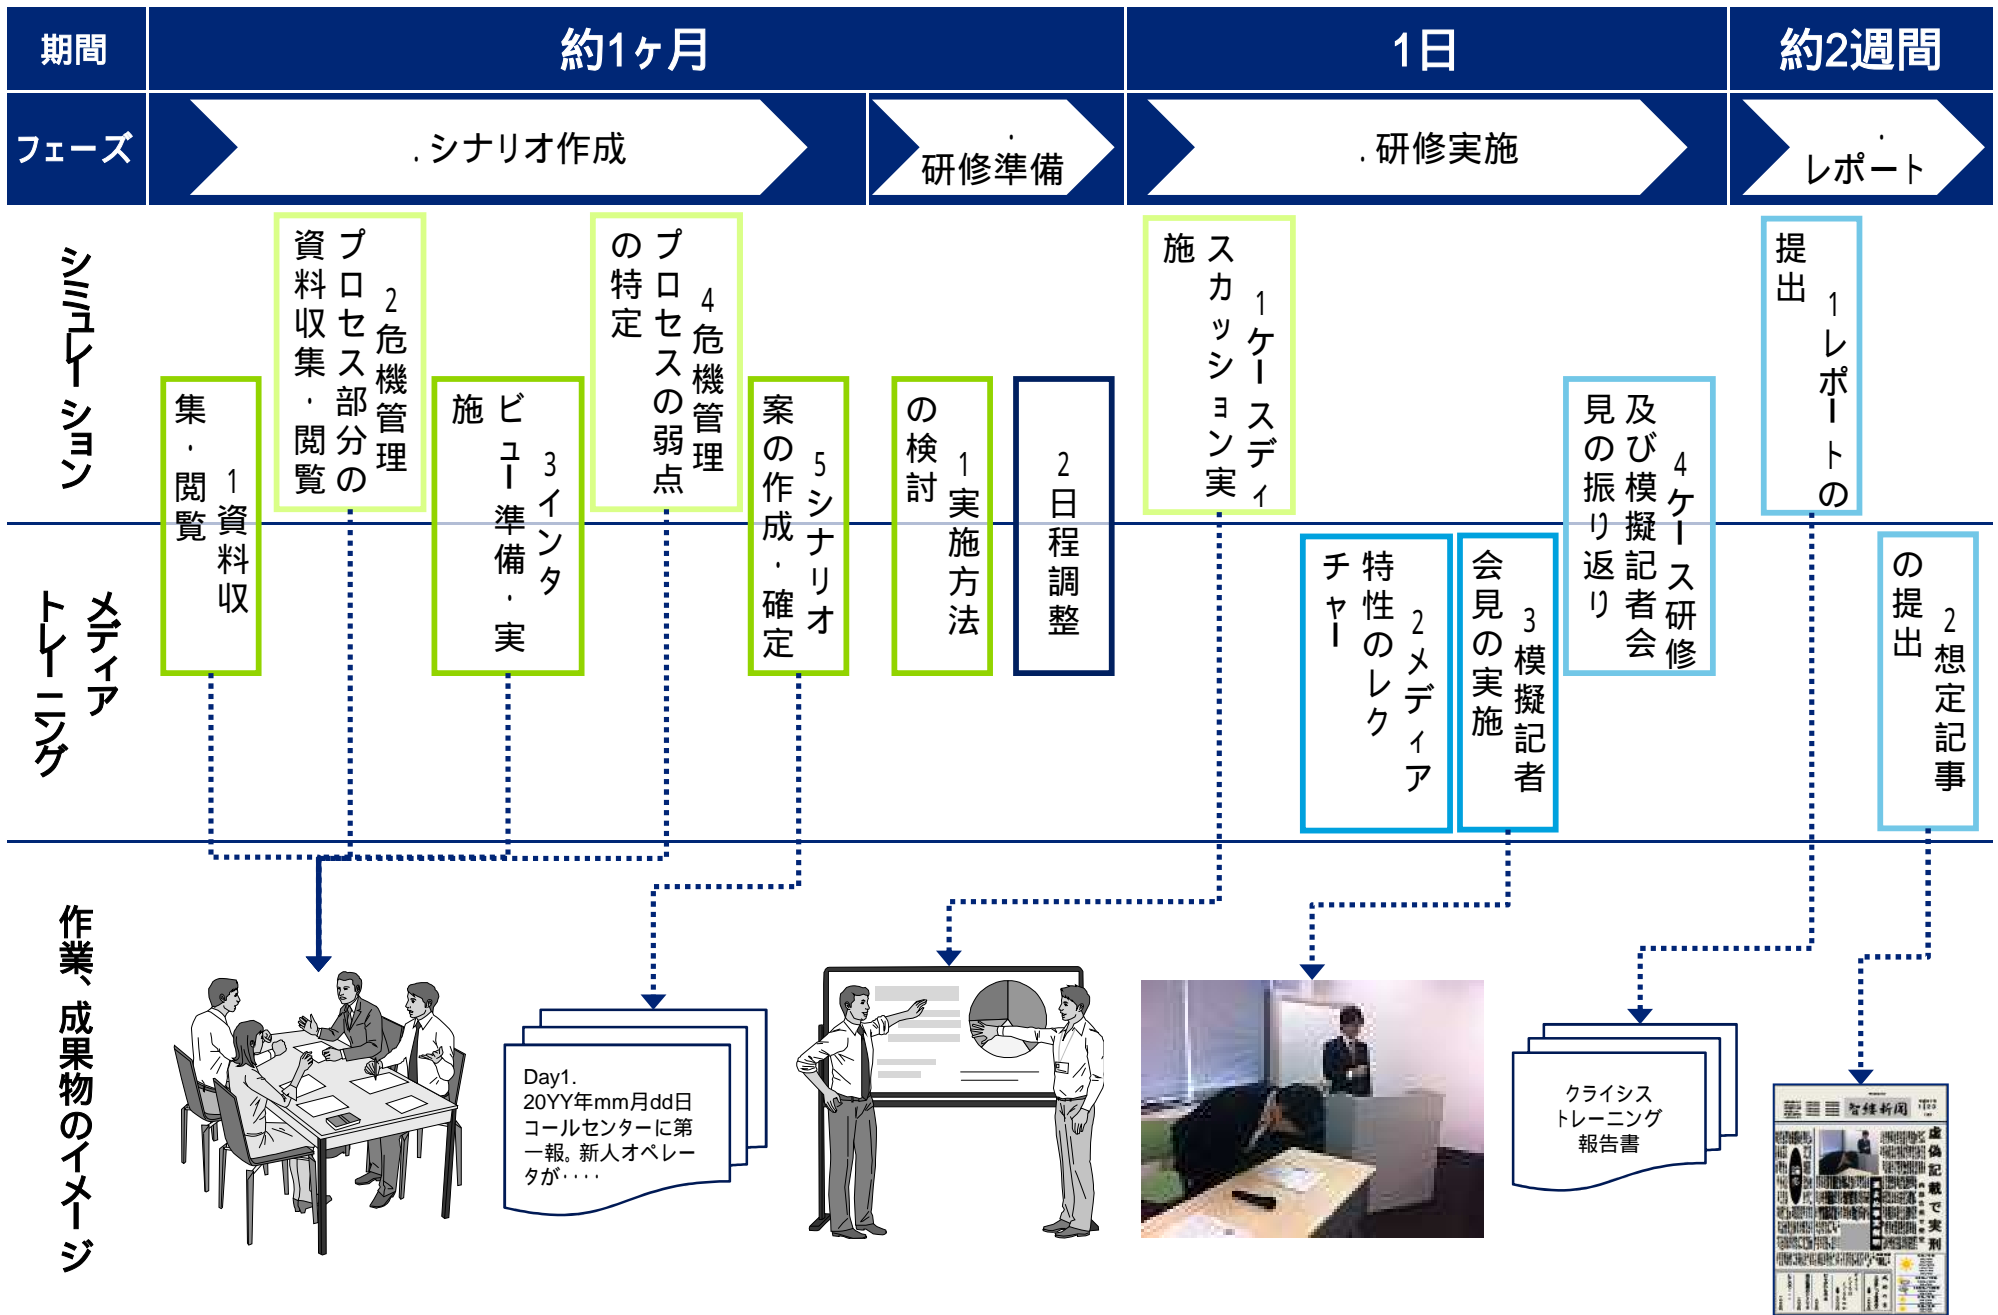 期間
約1ヶ月
1日
約2週間
フェーズ
.シナリオ作成
.
研修準備
.研修実施
.
レポート
シミュレーション
1資料収
集・閲覧
2危機管理
プロセス部分の
資料収集・閲覧
3インタ
ビュー準備・実
施
4危機管理
プロセスの弱点
の特定
5シナリオ
案の作成・確定
1実施方法
の検討
2日程調整
1ケースディ
スカッション実
施
2メディア
特性のレク
チャー
3模擬記者
会見の実施
4ケース研修
及び模擬記者会
見の振り返り
1レポートの
提出
2想定記事
の提出
メディア
トレーニング
作業、成果物のイメージ
Day1.
20YY年mm月dd日
コールセンターに第
一報。新人オペレー
タが‥‥
クライシス
トレーニング
報告書
虚偽記載で実刑